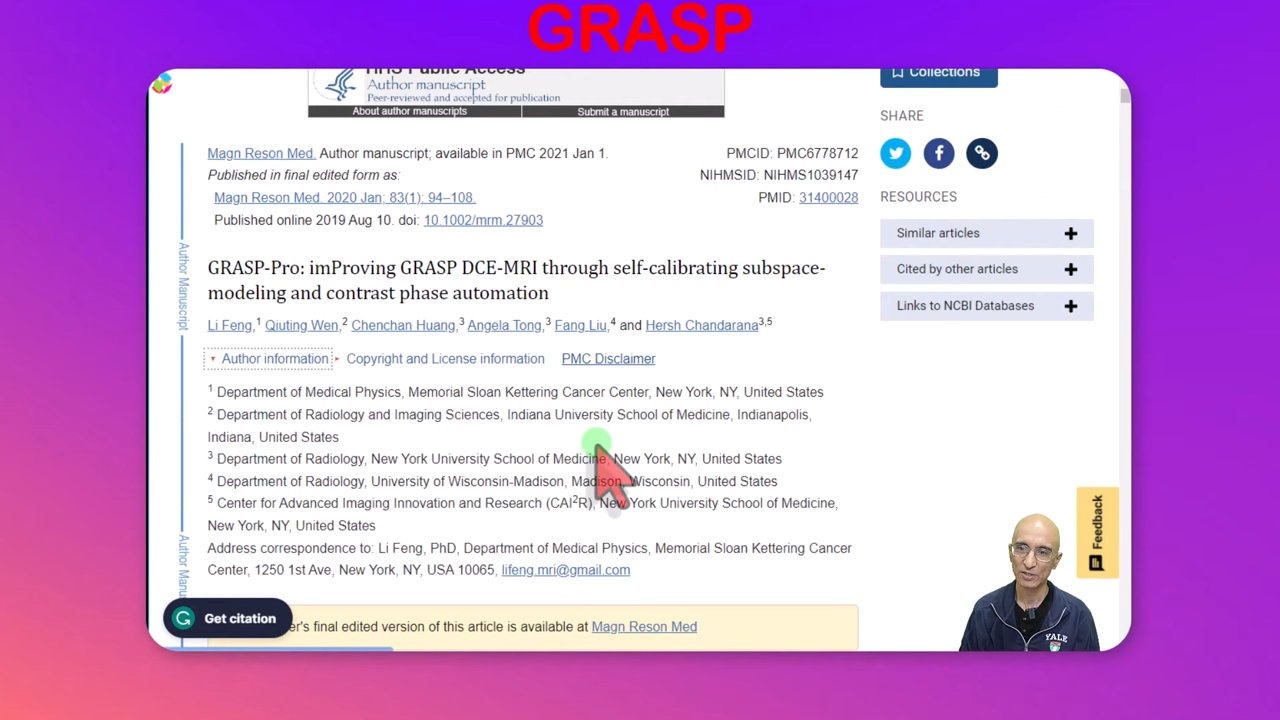 GRASP
HHS Public Access
Author manuscript
Peer-reviewed and accepted for publication
About author manuscripts
Submit a manuscript
Collections
SHARE
Magn Reson Med. Author manuscript; available in PMC 2021 Jan 1.
PMCID: PMC6778712
Published in final edited form as:
NIHMSID: NIHMS1039147
Magn Reson Med. 2020 Jan; 83(1): 94–108.
PMID: 31400028
Published online 2019 Aug 10. doi: 10.1002/mrm.27903
RESOURCES
Similar articles
Cited by other articles
Links to NCBI Databases
GRASP-Pro: imProving GRASP DCE-MRI through self-calibrating subspace-
modeling and contrast phase automation
Li Feng,1 Qiuting Wen,2 Chenchan Huang,3 Angela Tong,3 Fang Liu,4 and Hersh Chandarana3,5
Author information Copyright and License information PMC Disclaimer
1 Department of Medical Physics, Memorial Sloan Kettering Cancer Center, New York, NY, United States
2 Department of Radiology and Imaging Sciences, Indiana University School of Medicine, Indianapolis,
Indiana, United States
3 Department of Radiology, New York University School of Medicine, New York, NY, United States
4 Department of Radiology, University of Wisconsin-Madison, Madison, Wisconsin, United States
5 Center for Advanced Imaging Innovation and Research (CAI2R), New York University School of Medicine,
New York, NY, United States
Address correspondence to: Li Feng, PhD, Department of Medical Physics, Memorial Sloan Kettering Cancer
Center, 1250 1st Ave, New York, NY, USA 10065, lifeng.mri@gmail.com
Get citation
er's final edited version of this article is available at Magn Reson Med
Author Manuscript
Author Manus
Feedback
YALE